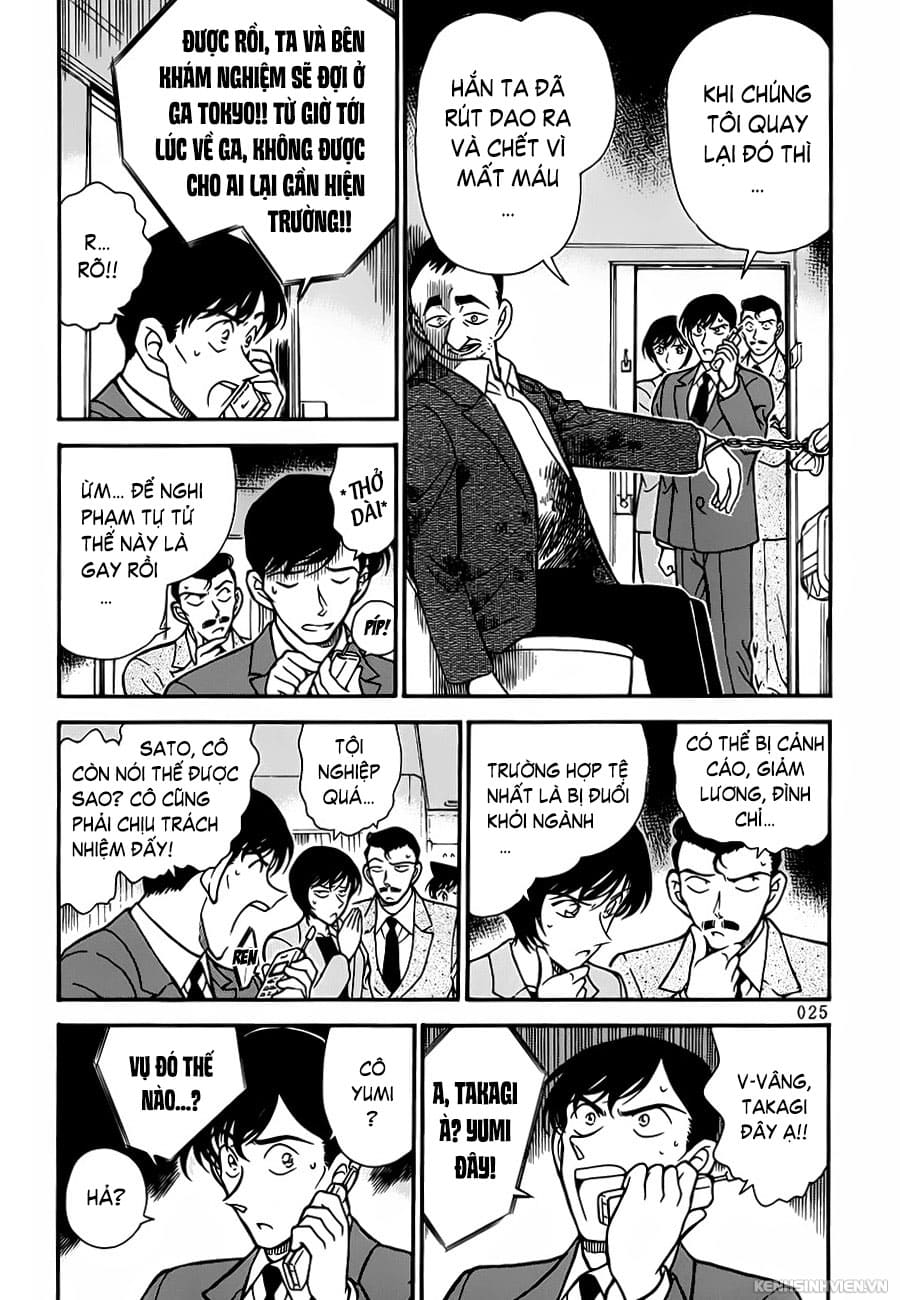 KHI CHÚNG
TÔI QUAY
LẠI ĐÓ THÌ
...
HẮN TA ĐÃ
RÚT DAO RA
VÀ CHẾT VÌ
MẤT MÁU
...
ĐƯỢC RỒI, TA VÀ BÊN
KHÁM NGHIỆM SẼ ĐỢI Ở
GA TOKYO!! TỪ GIỜ TỚI
LÚC VỀ GA, KHÔNG ĐƯỢC
CHO AI LẠI GẦN HIỆN
TRƯỜNG!!
R...
RÕ!!
*THỞ
DÀI*
PÍP!
ỪM... ĐỂ NGHI
PHẠM TỰ TỬ
THẾ NÀY LÀ
GAY RỒI
...
CÓ THỂ BỊ CẢNH
CÁO, GIẢM
LƯƠNG, ĐÌNH
CHỈ...
TRƯỜNG HỢP TỆ
NHẤT LÀ BỊ ĐUỔI
KHỎI NGÀNH
...
TỘI
NGHIỆP
QUÁ...
SATO, CÔ
CÒN NÓI THẾ ĐƯỢC
SAO? CÔ CŨNG
PHẢI CHỊU TRÁCH
NHIỆM ĐẤY!
REN
025
V-VÂNG,
TAKAGI
ĐÂY Ạ!!
A, TAKAGI
À? YUMI
ĐÂY!
CÔ
YUMI
?
VỤ ĐÓ THẾ
NÀO...?
HẢ?
KENHSINHVIEN.VN